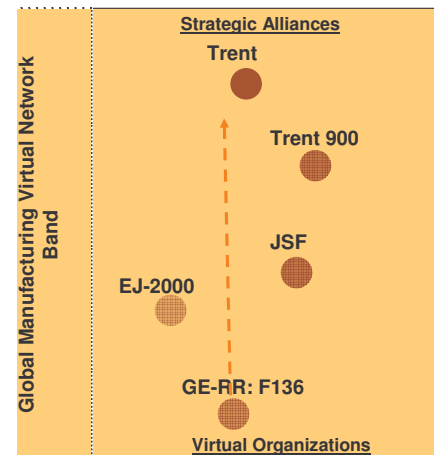 Strategic Alliances
Trent
Trent 900
JSF
EJ-2000
GE-RR: F136
Virtual Organizations
Global Manufacturing Virtual Network
Band